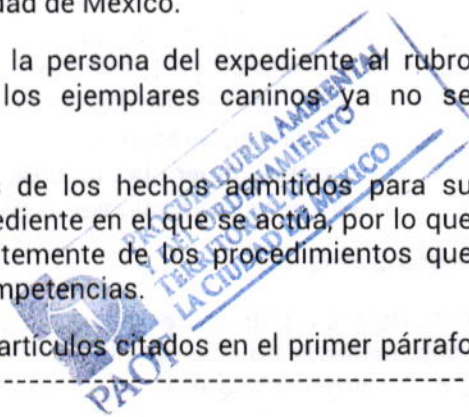 dad de México.
la persona del expediente al rubro
los ejemplares caninos ya no se
s de los hechos admitidos para su
ediente en el que se actúa, por lo que
temente de los procedimientos que
mpetencias.
artículos citados en el primer párrafo
PROCURADURÍA AMBIENTAL
Y DEL ORDENAMIENTO
TERRITORIAL DE
LA CIUDAD DE MÉXICO
PAOT